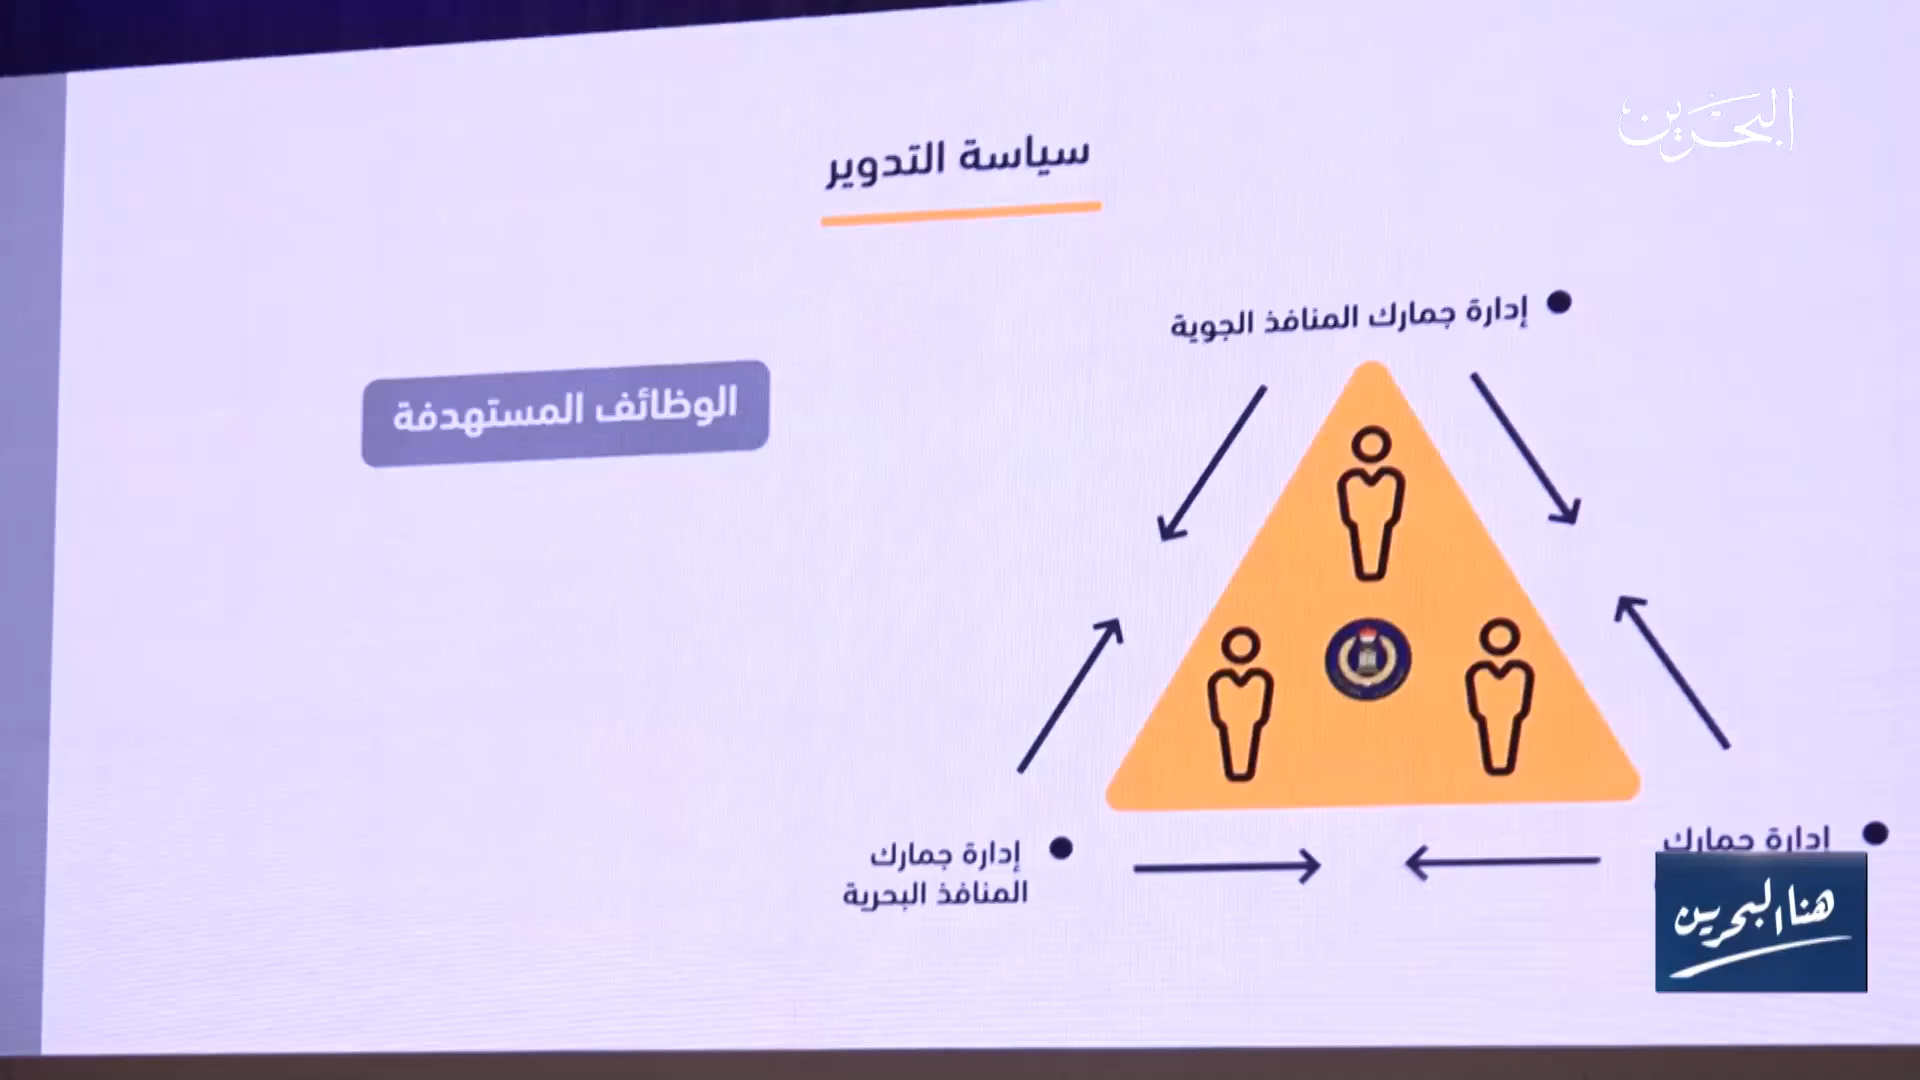 البحرين
سياسة التدوير
إدارة جمارك المنافذ الجوية
الوظائف المستهدفة
إدارة جمارك
إدارة جمارك
المنافذ البحرية
هنا البحرين